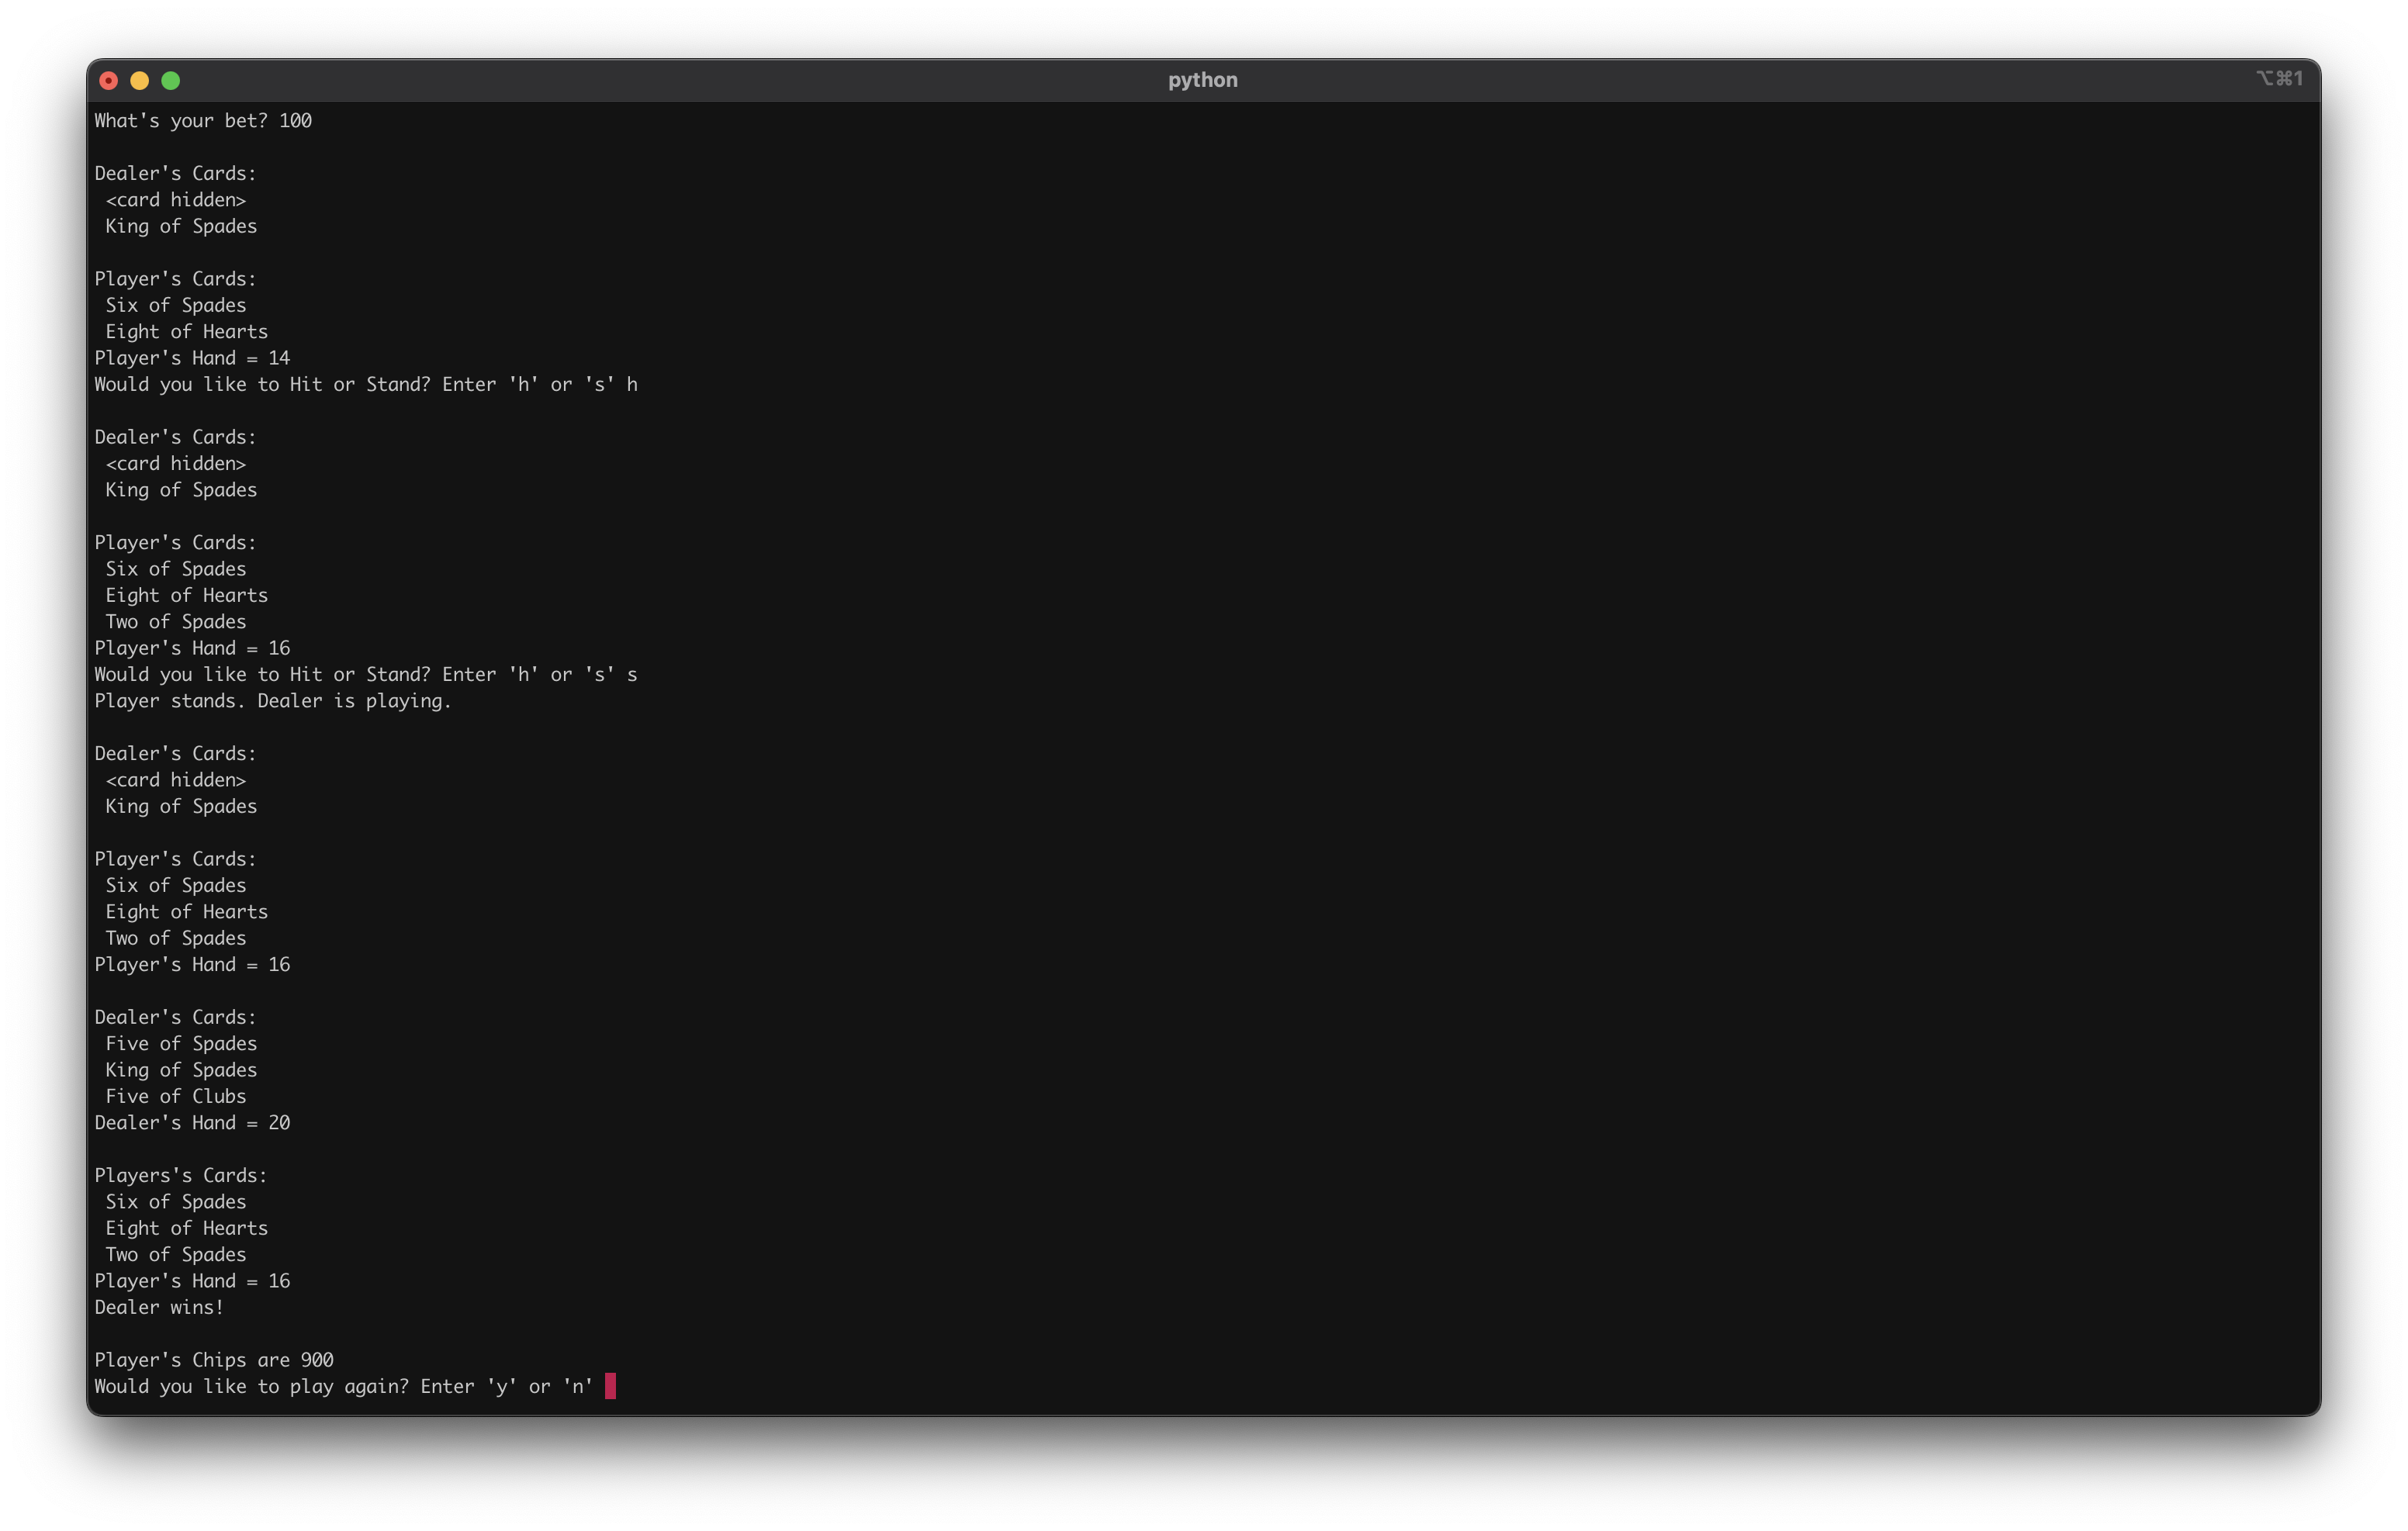 python
⌥⌘1
What's your bet? 100
Dealer's Cards:
<card hidden>
King of Spades
Player's Cards:
Six of Spades
Eight of Hearts
Player's Hand = 14
Would you like to Hit or Stand? Enter 'h' or 's' h
Dealer's Cards:
<card hidden>
King of Spades
Player's Cards:
Six of Spades
Eight of Hearts
Two of Spades
Player's Hand = 16
Would you like to Hit or Stand? Enter 'h' or 's' s
Player stands. Dealer is playing.
Dealer's Cards:
<card hidden>
King of Spades
Player's Cards:
Six of Spades
Eight of Hearts
Two of Spades
Player's Hand = 16
Dealer's Cards:
Five of Spades
King of Spades
Five of Clubs
Dealer's Hand = 20
Players's Cards:
Six of Spades
Eight of Hearts
Two of Spades
Player's Hand = 16
Dealer wins!
Player's Chips are 900
Would you like to play again? Enter 'y' or 'n'